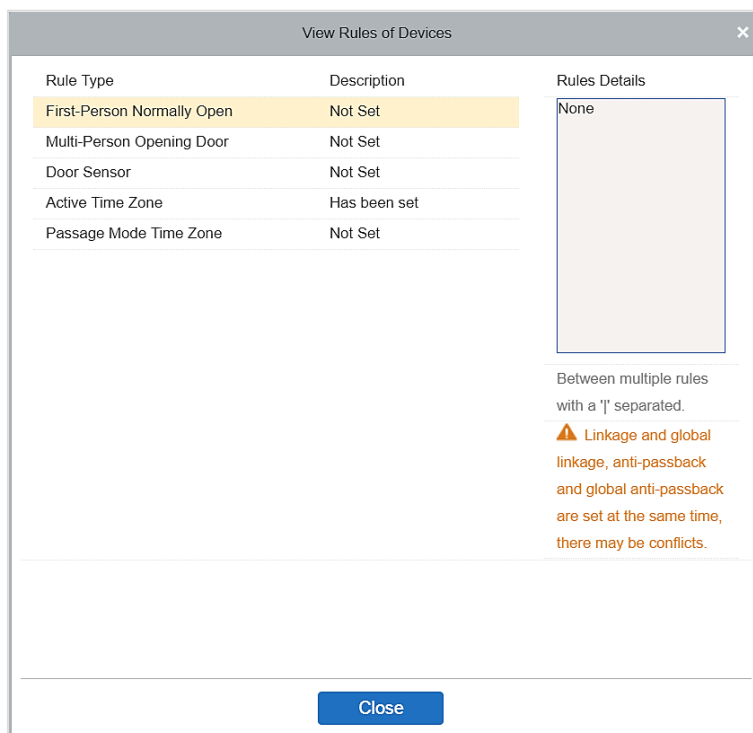 View Rules of Devices
×
Rule Type Description Rules Details
First-Person Normally Open Not Set
Multi-Person Opening Door Not Set
Door Sensor Not Set
Active Time Zone Has been set
Passage Mode Time Zone Not Set
None
Between multiple rules
with a '|' separated.
Linkage and global
linkage, anti-passback
and global anti-passback
are set at the same time,
there may be conflicts.
Close